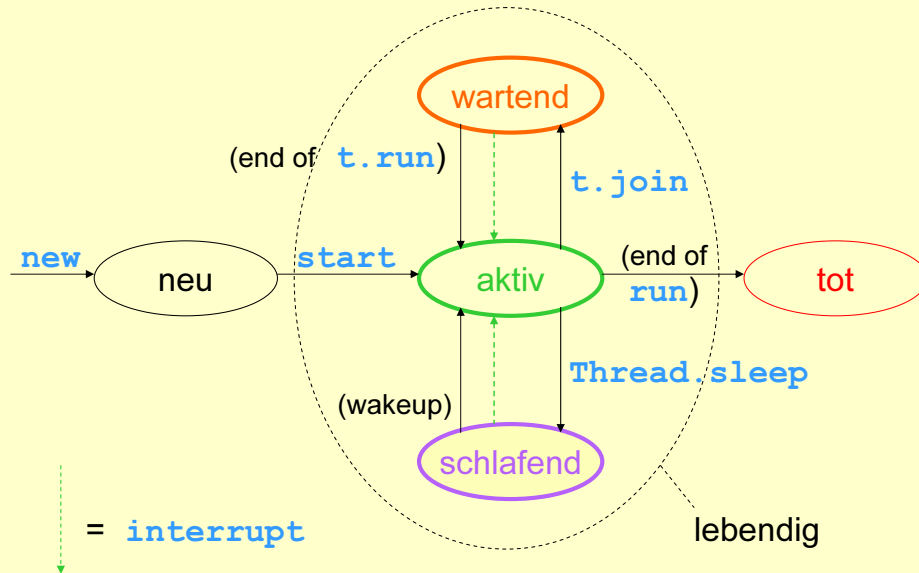 wartend
(end of t.run)
t.join
new
neu
start
aktiv
(end of
run)
tot
Thread.sleep
(wakeup)
schlafend
= interrupt
lebendig